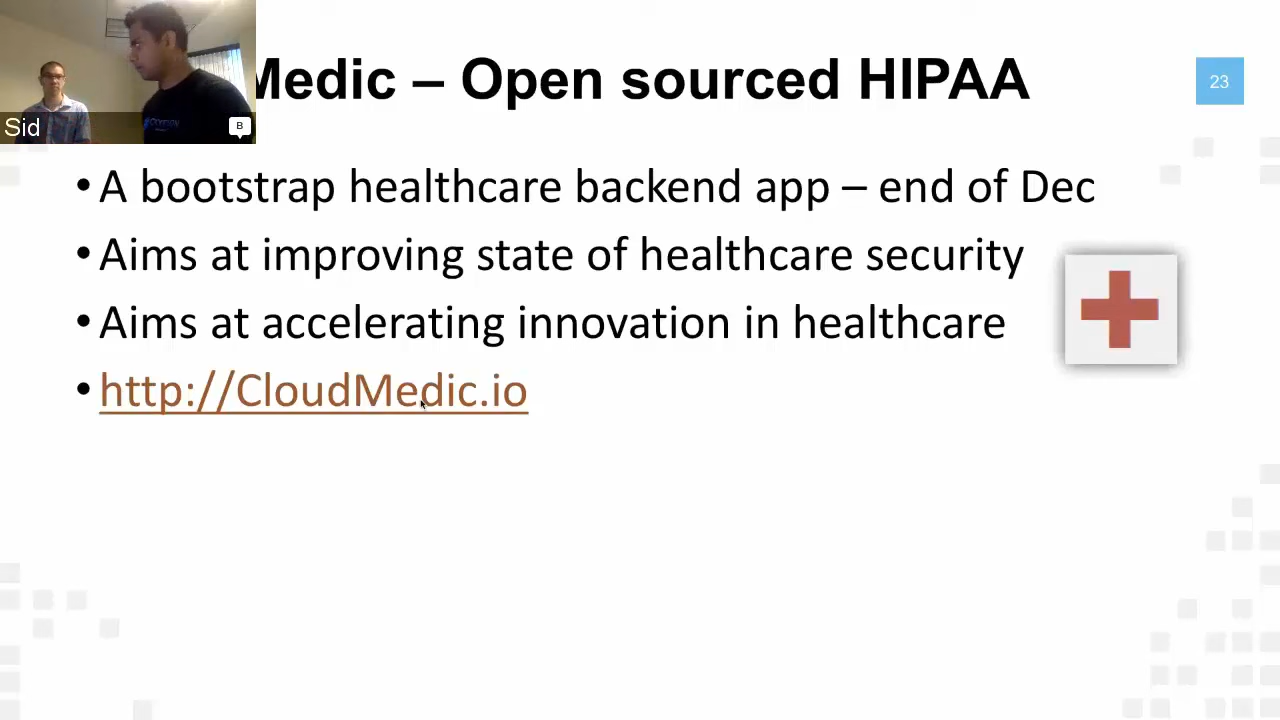 Medic – Open sourced HIPAA
23
Sid
B
• A bootstrap healthcare backend app – end of Dec
• Aims at improving state of healthcare security
• Aims at accelerating innovation in healthcare
• http://CloudMedic.io